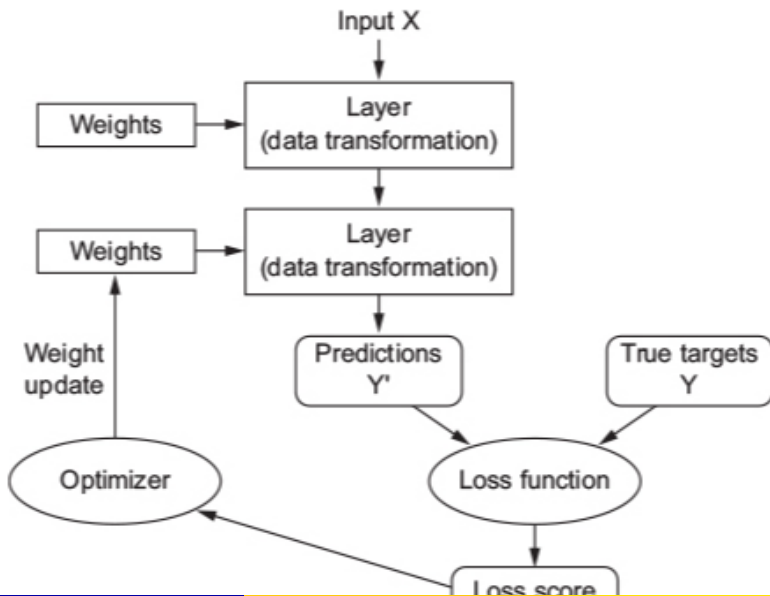 Input X
Layer
(data transformation)
Weights
Layer
(data transformation)
Weights
Predictions
Y'
True targets
Y
Weight
update
Optimizer
Loss function
Loss score